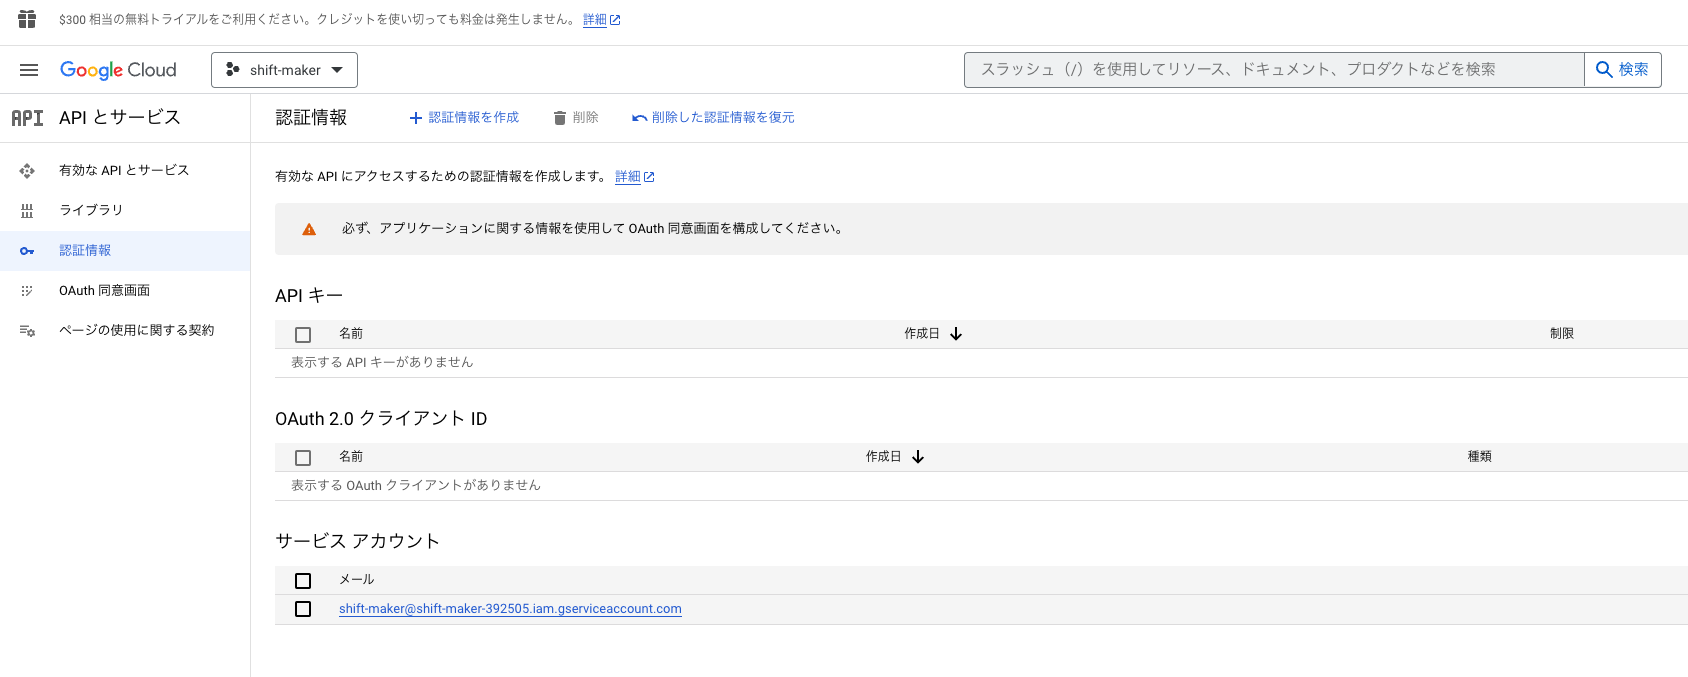 $300 相当の無料トライアルをご利用ください。クレジットを使い切っても料金は発生しません。 詳細
Google Cloud
shift-maker
スラッシュ（/）を使用してリソース、ドキュメント、プロダクトなどを検索
検索
API API とサービス
認証情報
認証情報を作成
削除
削除した認証情報を復元
有効な API とサービス
ライブラリ
認証情報
OAuth 同意画面
ページの使用に関する契約
有効な API にアクセスするための認証情報を作成します。 詳細
必ず、アプリケーションに関する情報を使用して OAuth 同意画面を構成してください。
API キー
名前 作成日 制限
表示する API キーがありません
OAuth 2.0 クライアント ID
名前 作成日 種類
表示する OAuth クライアントがありません
サービス アカウント
メール
shift-maker@shift-maker-392505.iam.gserviceaccount.com